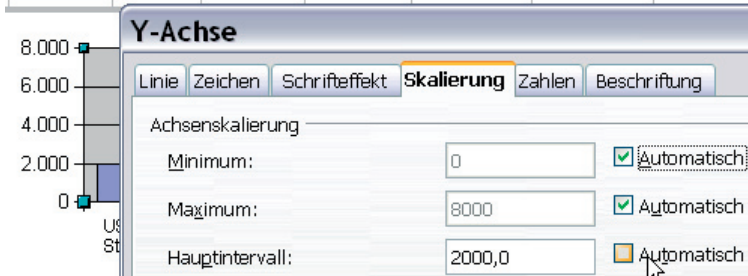 Y-Achse
8.000
6.000
4.000
2.000
0
Linie Zeichen Schrifteffekt Skalierung Zahlen Beschriftung
Achsenskalierung
Minimum: 0 Automatisch
Maximum: 8000 Automatisch
Hauptintervall: 2000,0 Automatisch